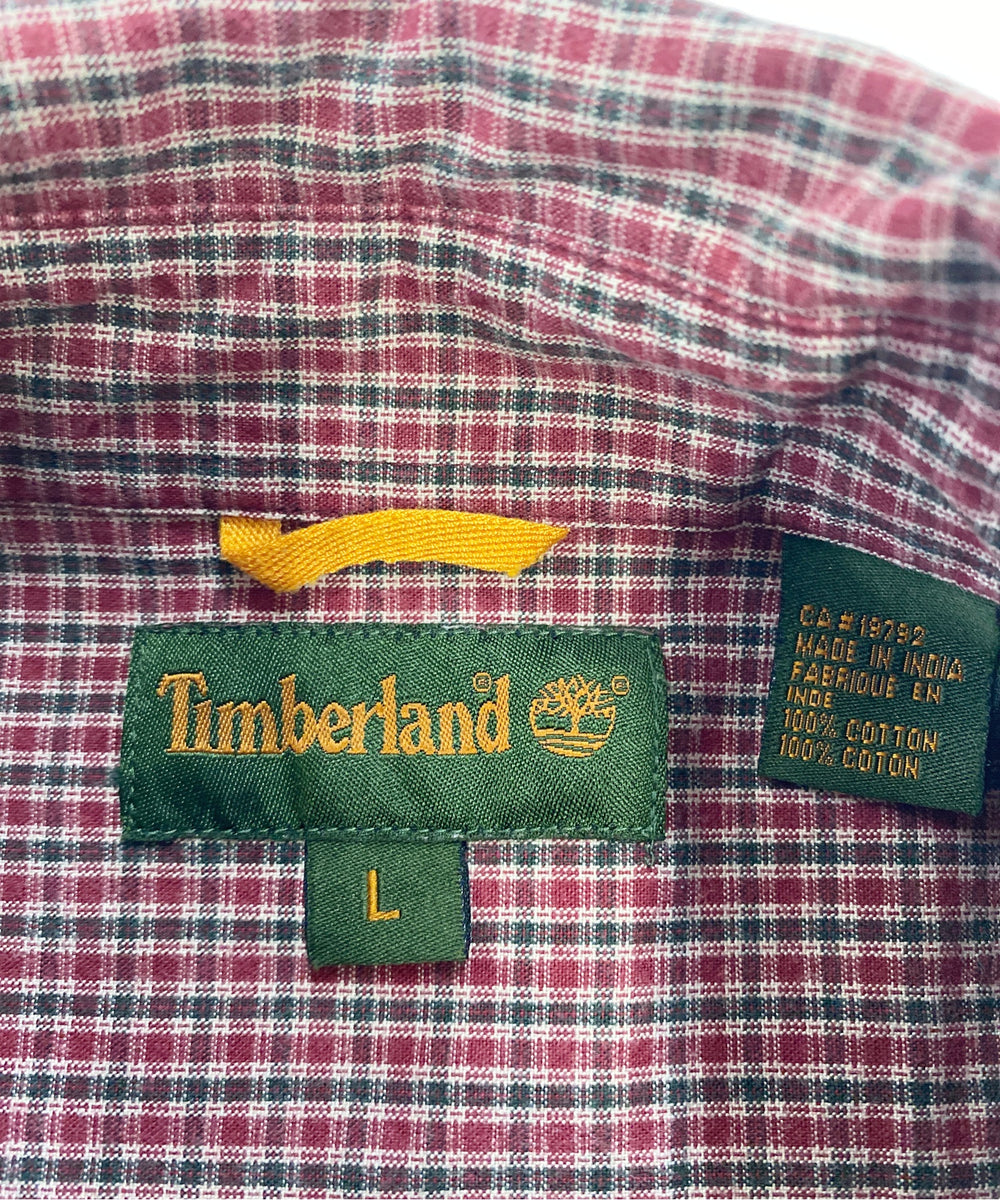 Timberland® ®
L
CA#19792
MADE IN INDIA
FABRIQUE EN
INDE
100% COTTON
100% COTON